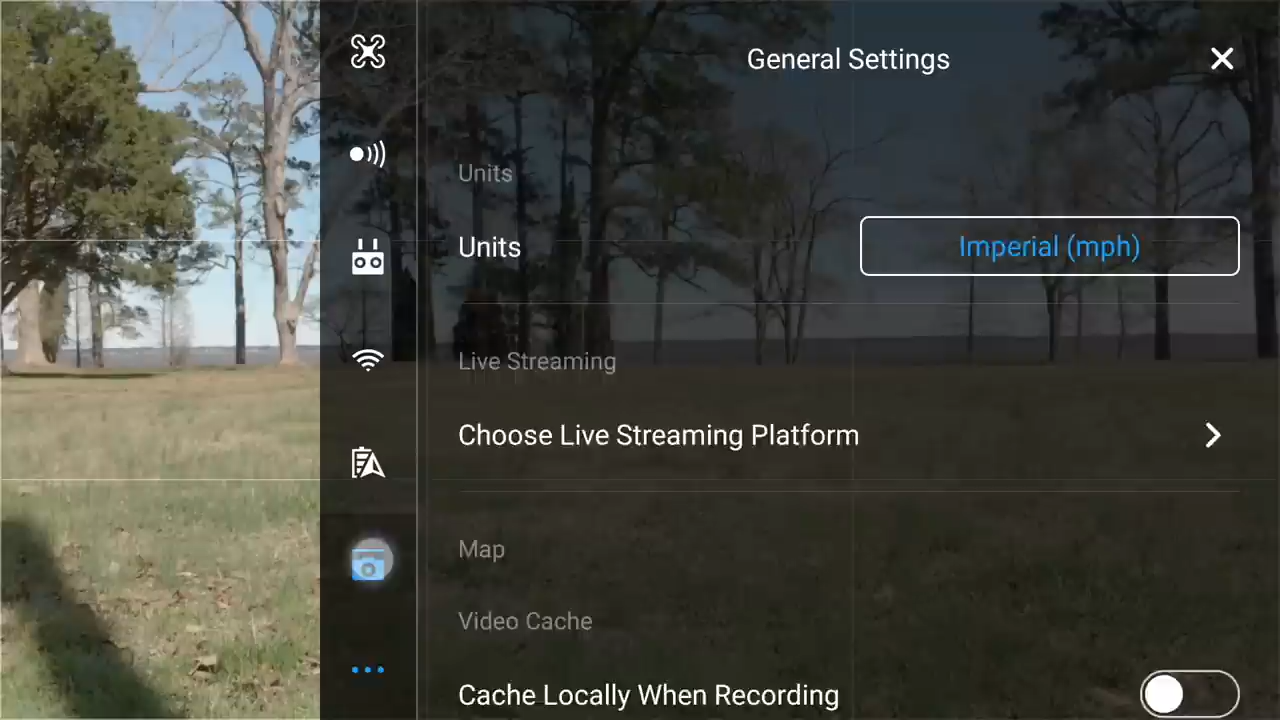 General Settings
Units
Units
Imperial (mph)
Live Streaming
Choose Live Streaming Platform
Map
Video Cache
Cache Locally When Recording